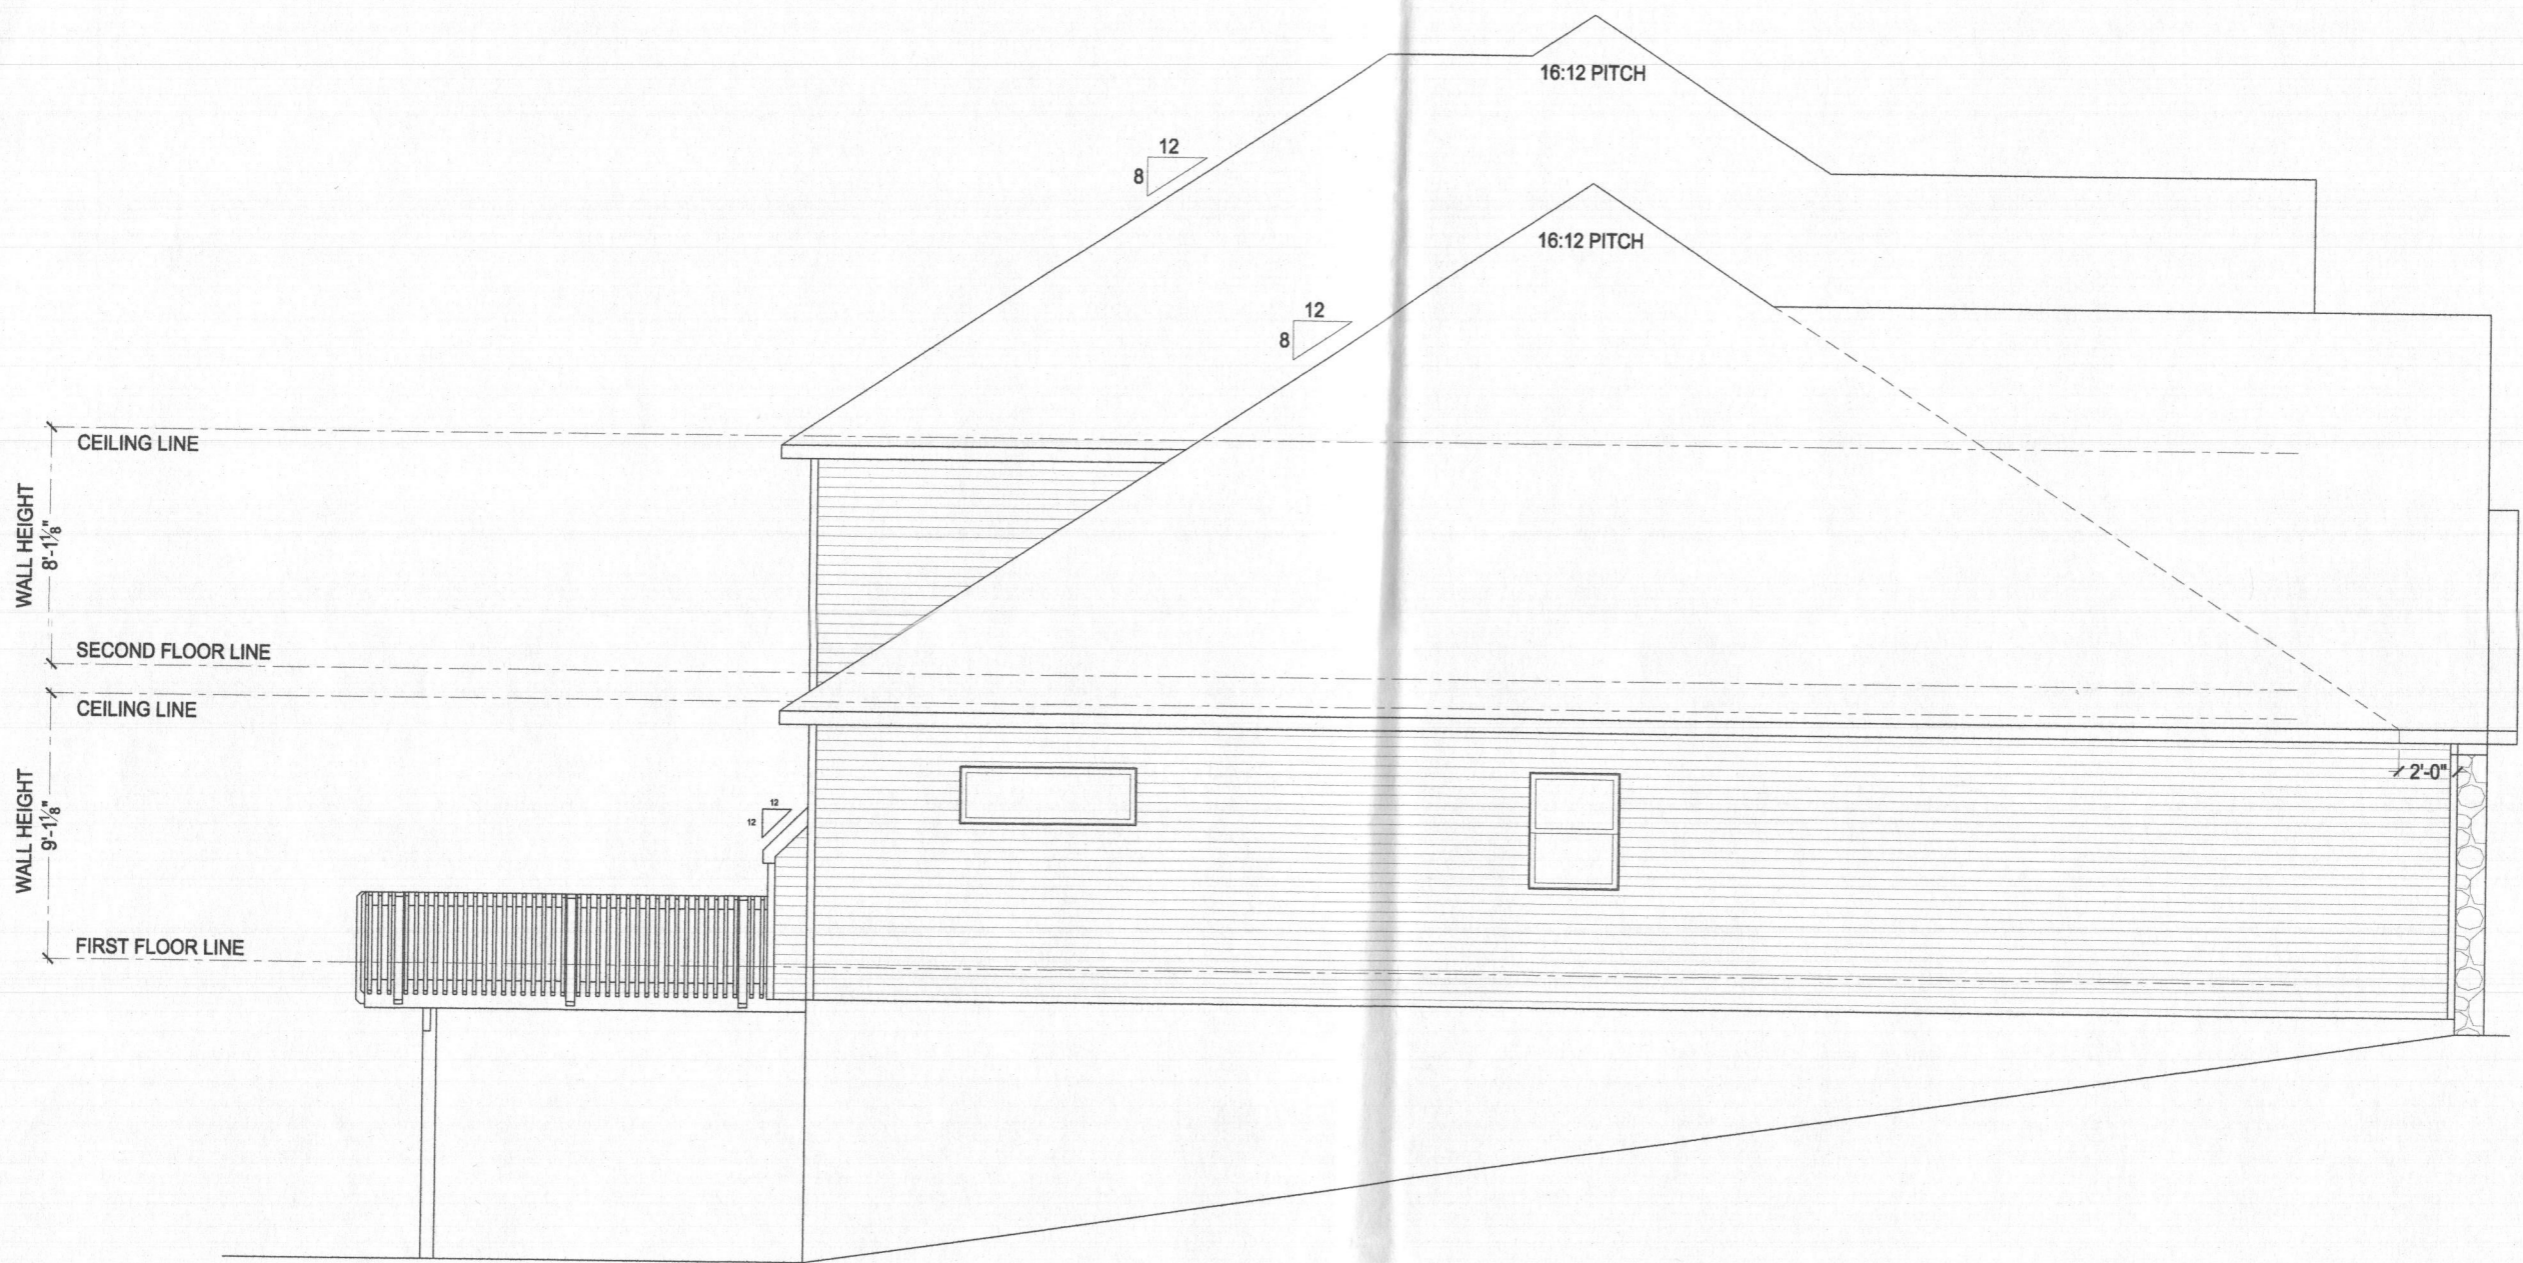 16:12 PITCH
12
8
16:12 PITCH
12
8
CEILING LINE
WALL HEIGHT
8'-1⅛"
SECOND FLOOR LINE
CEILING LINE
2'-0"
WALL HEIGHT
9'-1⅛"
12
12
FIRST FLOOR LINE